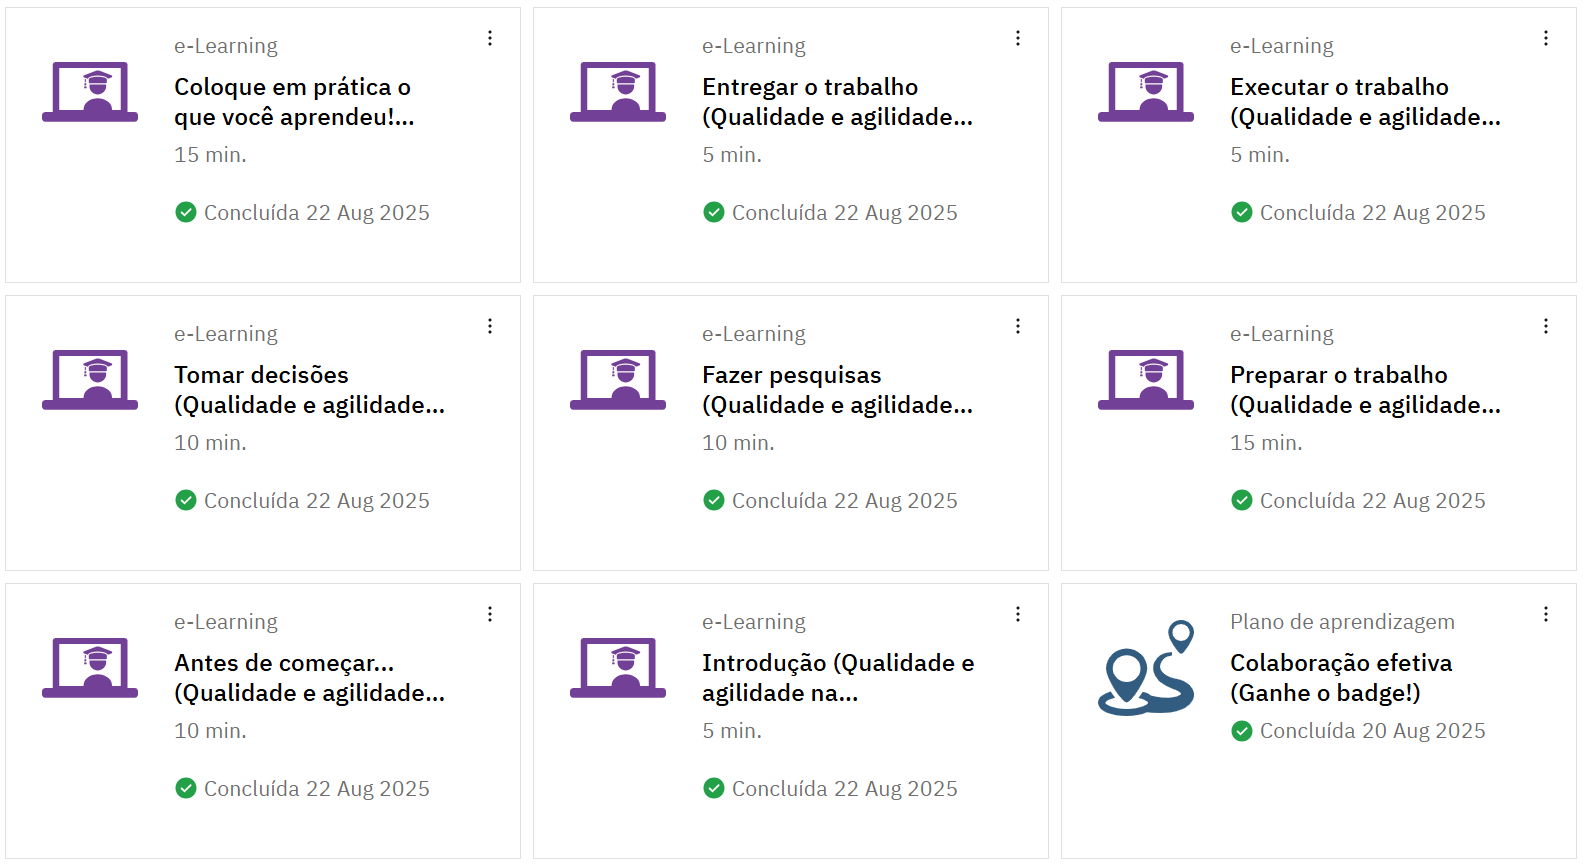 e-Learning
Coloque em prática o
que você aprendeu!...
15 min.
Concluída 22 Aug 2025
e-Learning
Entregar o trabalho
(Qualidade e agilidade...
5 min.
Concluída 22 Aug 2025
e-Learning
Executar o trabalho
(Qualidade e agilidade...
5 min.
Concluída 22 Aug 2025
e-Learning
Tomar decisões
(Qualidade e agilidade...
10 min.
Concluída 22 Aug 2025
e-Learning
Fazer pesquisas
(Qualidade e agilidade...
10 min.
Concluída 22 Aug 2025
e-Learning
Preparar o trabalho
(Qualidade e agilidade...
15 min.
Concluída 22 Aug 2025
e-Learning
Antes de começar...
(Qualidade e agilidade...
10 min.
Concluída 22 Aug 2025
e-Learning
Introdução (Qualidade e
agilidade na...
5 min.
Concluída 22 Aug 2025
Plano de aprendizagem
Colaboração efetiva
(Ganhe o badge!)
Concluída 20 Aug 2025